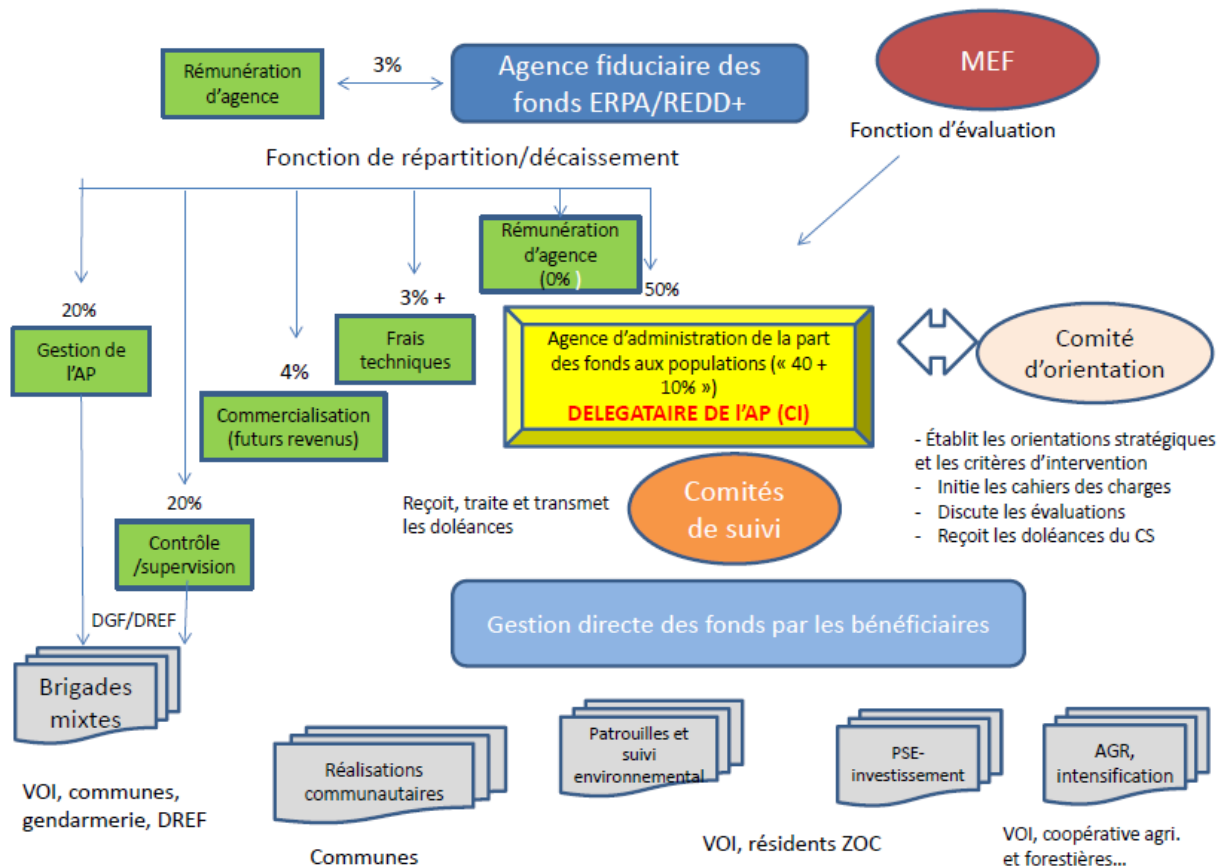 Rémunération
d'agence
3%
Agence fiduciaire des
fonds ERPA/REDD+
MEF
Fonction d'évaluation
Fonction de répartition/décaissement
Rémunération
d'agence
(0% )
50%
20%
Gestion de
l'AP
3% +
Frais
techniques
4%
Commercialisation
(futurs revenus)
Agence d'administration de la part
des fonds aux populations (« 40 +
10% »)
DELEGATAIRE DE l'AP (CI)
Comité
d'orientation
- Établit les orientations stratégiques
et les critères d'intervention
- Initie les cahiers des charges
- Discute les évaluations
- Reçoit les doléances du CS
Reçoit, traite et transmet
les doléances
Comités
de suivi
20%
Contrôle
/supervision
DGF/DREF
Gestion directe des fonds par les bénéficiaires
Brigades
mixtes
VOI, communes,
gendarmerie, DREF
Réalisations
communautaires
Communes
Patrouilles et
suivi
environnemental
PSE-
investissement
VOI, résidents ZOC
AGR,
intensification
VOI, coopérative agri.
et forestières...